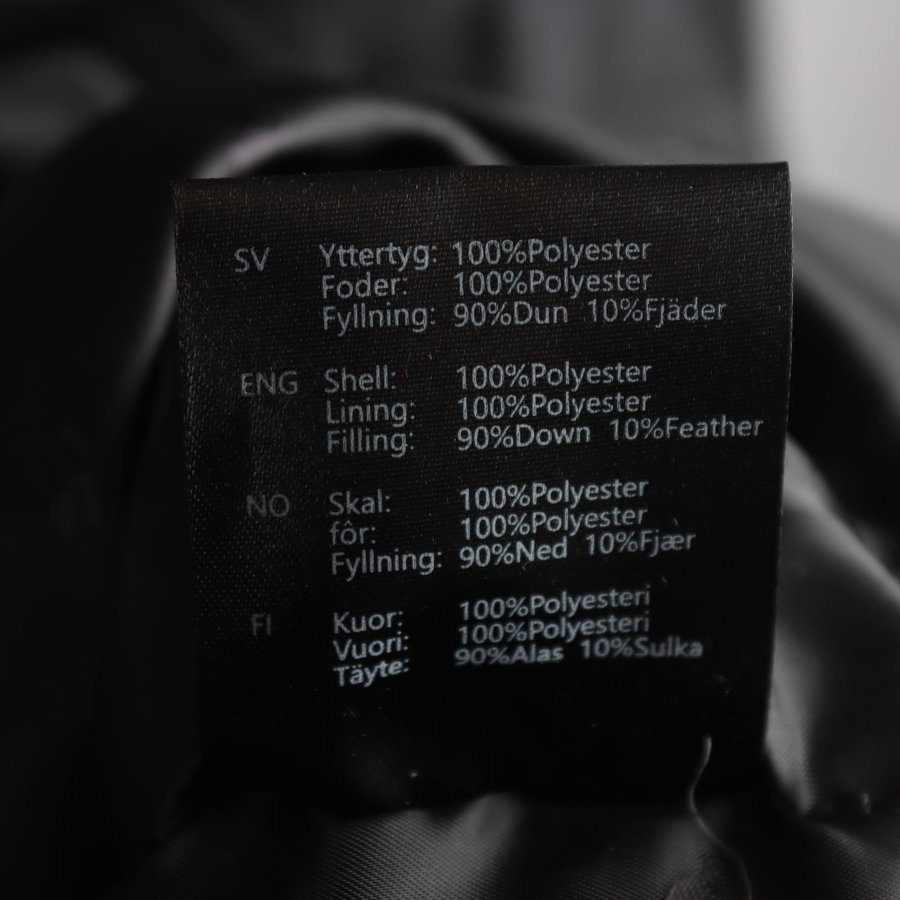 SV Yttertyg: 100%Polyester
Foder: 100%Polyester
Fyllning: 90%Dun 10%Fjäder
ENG Shell: 100%Polyester
Lining: 100%Polyester
Filling: 90%Down 10%Feather
NO Skal: 100%Polyester
fôr: 100%Polyester
Fyllning: 90%Ned 10%Fjær
FI Kuor: 100%Polyesteri
Vuori: 100%Polyesteri
Täyte: 90%Alas 10%Sulka